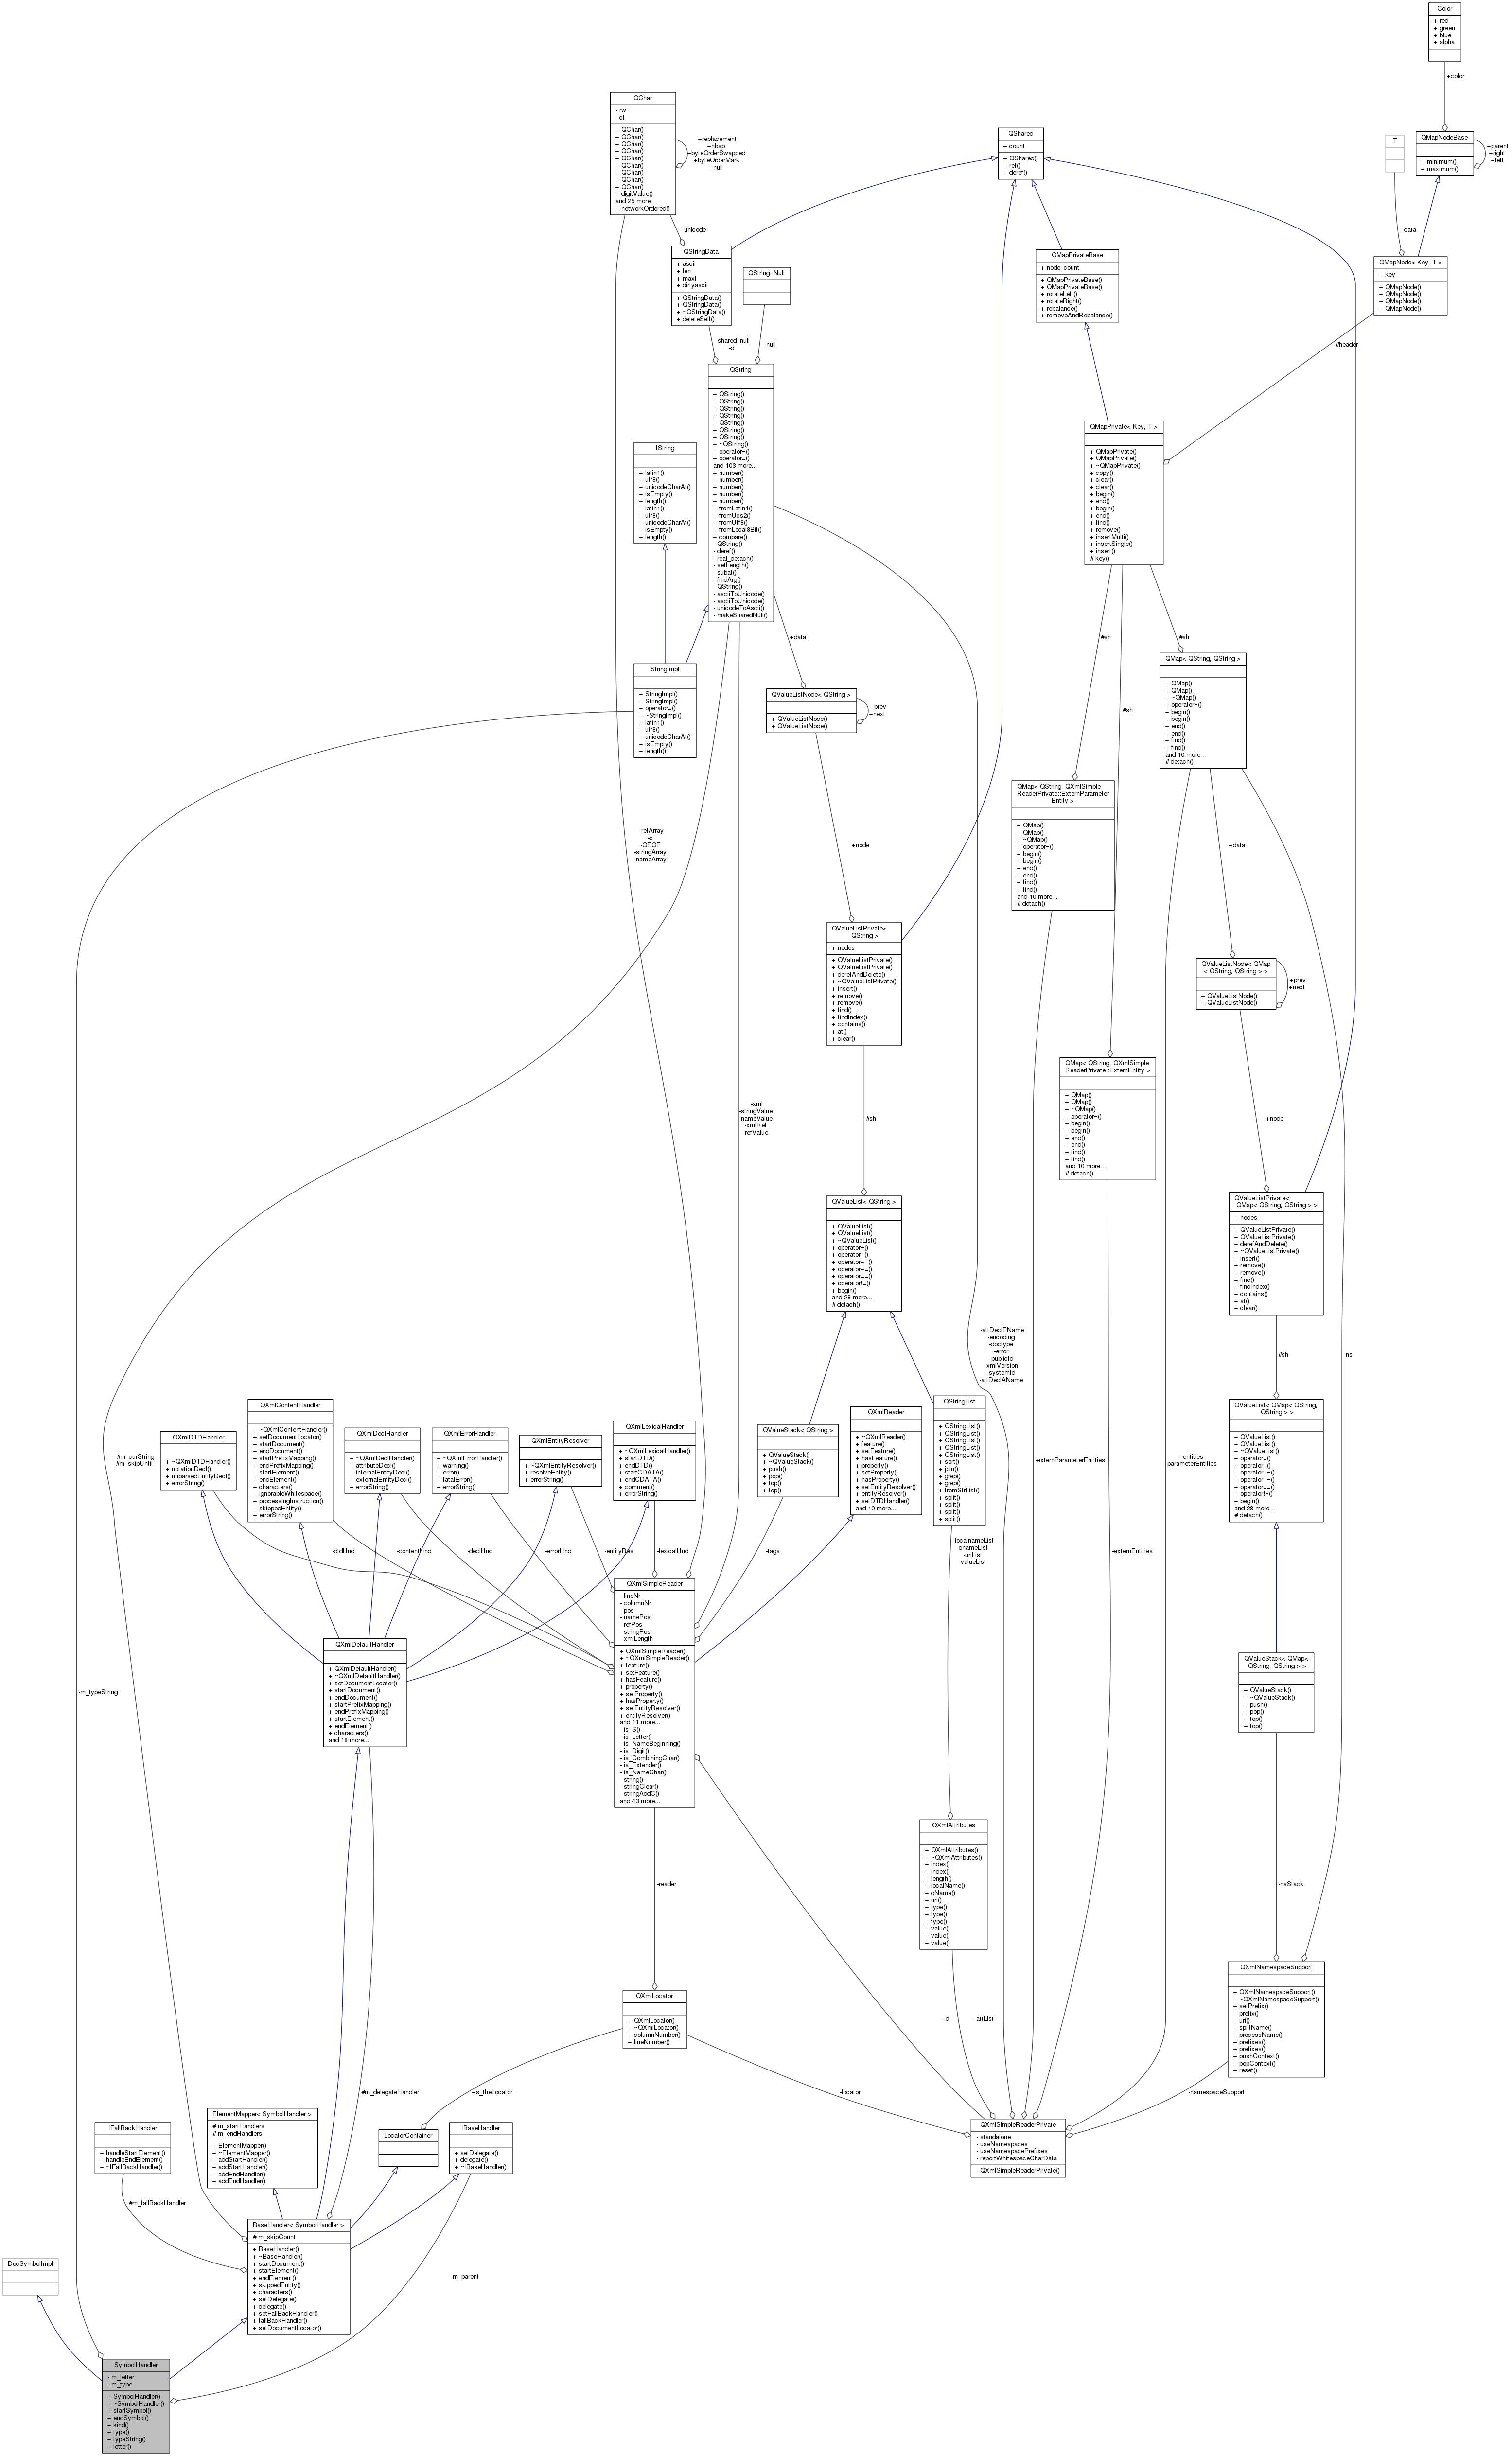 Color
+ red
+ green
+ blue
+ alpha
+color
QChar
- rw
- cl
+ QChar()
+ QChar()
+ QChar()
+ QChar()
+ QChar()
+ QChar()
+ QChar()
+ QChar()
+ QChar()
+ digitValue()
and 25 more...
+ networkOrdered()
+replacement
+nbsp
+byteOrderSwapped
+byteOrderMark
+null
QShared
+ count
+ QShared()
+ ref()
+ deref()
T
QMapNodeBase
+ minimum()
+ maximum()
+parent
+right
+left
+unicode
+data
QStringData
+ ascii
+ len
+ maxl
+ dirtyascii
+ QStringData()
+ QStringData()
+ ~QStringData()
+ deleteSelf()
QString::Null
QMapPrivateBase
+ node_count
+ QMapPrivateBase()
+ QMapPrivateBase()
+ rotateLeft()
+ rotateRight()
+ rebalance()
+ removeAndRebalance()
QMapNode< Key, T >
+ key
+ QMapNode()
+ QMapNode()
+ QMapNode()
+ QMapNode()
-shared_null
-d
+null
#header
QString
+ QString()
+ QString()
+ QString()
+ QString()
+ QString()
+ QString()
+ QString()
+ ~QString()
+ operator=()
+ operator=()
and 103 more...
+ number()
+ number()
+ number()
+ number()
+ number()
+ fromLatin1()
+ fromUcs2()
+ fromUtf8()
+ fromLocal8Bit()
+ compare()
- QString()
- deref()
- real_detach()
- setLength()
- subat()
- findArg()
- QString()
- asciiToUnicode()
- asciiToUnicode()
- unicodeToAscii()
- makeSharedNull()
IString
+ latin1()
+ utf8()
+ unicodeCharAt()
+ isEmpty()
+ length()
+ latin1()
+ utf8()
+ unicodeCharAt()
+ isEmpty()
+ length()
QMapPrivate< Key, T >
+ QMapPrivate()
+ QMapPrivate()
+ ~QMapPrivate()
+ copy()
+ clear()
+ clear()
+ begin()
+ end()
+ begin()
+ end()
+ find()
+ remove()
+ insertMulti()
+ insertSingle()
+ insert()
# key()
+data
#sh
#sh
#sh
StringImpl
+ StringImpl()
+ StringImpl()
+ operator=()
+ ~StringImpl()
+ latin1()
+ utf8()
+ unicodeCharAt()
+ isEmpty()
+ length()
QValueListNode< QString >
+ QValueListNode()
+ QValueListNode()
+prev
+next
QMap< QString, QString >
+ QMap()
+ QMap()
+ ~QMap()
+ operator=()
+ begin()
+ begin()
+ end()
+ end()
+ find()
+ find()
and 10 more...
# detach()
QMap< QString, QXmlSimple
ReaderPrivate::ExternParameter
Entity >
+ QMap()
+ QMap()
+ ~QMap()
+ operator=()
+ begin()
+ begin()
+ end()
+ end()
+ find()
+ find()
and 10 more...
# detach()
-refArray
-c
-QEOF
-stringArray
-nameArray
+node
+data
QValueListPrivate<
QString >
+ nodes
+ QValueListPrivate()
+ QValueListPrivate()
+ derefAndDelete()
+ ~QValueListPrivate()
+ insert()
+ remove()
+ remove()
+ find()
+ findIndex()
+ contains()
+ at()
+ clear()
QValueListNode< QMap
< QString, QString > >
+ QValueListNode()
+ QValueListNode()
+prev
+next
QMap< QString, QXmlSimple
ReaderPrivate::ExternEntity >
+ QMap()
+ QMap()
+ ~QMap()
+ operator=()
+ begin()
+ begin()
+ end()
+ end()
+ find()
+ find()
and 10 more...
# detach()
-xml
-stringValue
-nameValue
-xmlRef
-refValue
#sh
+node
QValueList< QString >
+ QValueList()
+ QValueList()
+ ~QValueList()
+ operator=()
+ operator+()
+ operator+=()
+ operator+=()
+ operator==()
+ operator!=()
+ begin()
and 28 more...
# detach()
QValueListPrivate<
QMap< QString, QString > >
+ nodes
+ QValueListPrivate()
+ QValueListPrivate()
+ derefAndDelete()
+ ~QValueListPrivate()
+ insert()
+ remove()
+ remove()
+ find()
+ findIndex()
+ contains()
+ at()
+ clear()
-attDeclEName
-encoding
-doctype
-error
-publicId
-xmlVersion
-systemId
-attDeclAName
#sh
-ns
QXmlDTDHandler
+ ~QXmlDTDHandler()
+ notationDecl()
+ unparsedEntityDecl()
+ errorString()
QXmlContentHandler
+ ~QXmlContentHandler()
+ setDocumentLocator()
+ startDocument()
+ endDocument()
+ startPrefixMapping()
+ endPrefixMapping()
+ startElement()
+ endElement()
+ characters()
+ ignorableWhitespace()
+ processingInstruction()
+ skippedEntity()
+ errorString()
QXmlDeclHandler
+ ~QXmlDeclHandler()
+ attributeDecl()
+ internalEntityDecl()
+ externalEntityDecl()
+ errorString()
QXmlErrorHandler
+ ~QXmlErrorHandler()
+ warning()
+ error()
+ fatalError()
+ errorString()
QXmlEntityResolver
+ ~QXmlEntityResolver()
+ resolveEntity()
+ errorString()
QXmlLexicalHandler
+ ~QXmlLexicalHandler()
+ startDTD()
+ endDTD()
+ startCDATA()
+ endCDATA()
+ comment()
+ errorString()
QValueStack< QString >
+ QValueStack()
+ ~QValueStack()
+ push()
+ pop()
+ top()
+ top()
QXmlReader
+ ~QXmlReader()
+ feature()
+ setFeature()
+ hasFeature()
+ property()
+ setProperty()
+ hasProperty()
+ setEntityResolver()
+ entityResolver()
+ setDTDHandler()
and 10 more...
QStringList
+ QStringList()
+ QStringList()
+ QStringList()
+ QStringList()
+ QStringList()
+ sort()
+ join()
+ grep()
+ grep()
+ fromStrList()
+ split()
+ split()
+ split()
+ split()
QValueList< QMap< QString,
QString > >
+ QValueList()
+ QValueList()
+ ~QValueList()
+ operator=()
+ operator+()
+ operator+=()
+ operator+=()
+ operator==()
+ operator!=()
+ begin()
and 28 more...
# detach()
#m_curString
#m_skipUntil
-externParameterEntities
-entities
-parameterEntities
-dtdHnd
-contentHnd
-declHnd
-errorHnd
-entityRes
-lexicalHnd
-tags
-localnameList
-qnameList
-uriList
-valueList
-externEntities
QXmlSimpleReader
- lineNr
- columnNr
- pos
- namePos
- refPos
- stringPos
- xmlLength
+ QXmlSimpleReader()
+ ~QXmlSimpleReader()
+ feature()
+ setFeature()
+ hasFeature()
+ property()
+ setProperty()
+ hasProperty()
+ setEntityResolver()
+ entityResolver()
and 11 more...
- is_S()
- is_Letter()
- is_NameBeginning()
- is_Digit()
- is_CombiningChar()
- is_Extender()
- is_NameChar()
- string()
- stringClear()
- stringAddC()
and 43 more...
QXmlDefaultHandler
+ QXmlDefaultHandler()
+ ~QXmlDefaultHandler()
+ setDocumentLocator()
+ startDocument()
+ endDocument()
+ startPrefixMapping()
+ endPrefixMapping()
+ startElement()
+ endElement()
+ characters()
and 18 more...
QValueStack< QMap<
QString, QString > >
+ QValueStack()
+ ~QValueStack()
+ push()
+ pop()
+ top()
+ top()
-m_typeString
QXmlAttributes
+ QXmlAttributes()
+ ~QXmlAttributes()
+ index()
+ index()
+ length()
+ localName()
+ qName()
+ uri()
+ type()
+ type()
+ type()
+ value()
+ value()
+ value()
-reader
-nsStack
QXmlLocator
+ QXmlLocator()
+ ~QXmlLocator()
+ columnNumber()
+ lineNumber()
QXmlNamespaceSupport
+ QXmlNamespaceSupport()
+ ~QXmlNamespaceSupport()
+ setPrefix()
+ prefix()
+ uri()
+ splitName()
+ processName()
+ prefixes()
+ prefixes()
+ pushContext()
+ popContext()
+ reset()
-d
-attList
#m_delegateHandler
+s_theLocator
-locator
-namespaceSupport
IFallBackHandler
+ handleStartElement()
+ handleEndElement()
+ ~IFallBackHandler()
ElementMapper< SymbolHandler >
# m_startHandlers
# m_endHandlers
+ ElementMapper()
+ ~ElementMapper()
+ addStartHandler()
+ addStartHandler()
+ addEndHandler()
+ addEndHandler()
LocatorContainer
IBaseHandler
+ setDelegate()
+ delegate()
+ ~IBaseHandler()
QXmlSimpleReaderPrivate
- standalone
- useNamespaces
- useNamespacePrefixes
- reportWhitespaceCharData
- QXmlSimpleReaderPrivate()
#m_fallBackHandler
BaseHandler< SymbolHandler >
# m_skipCount
+ BaseHandler()
+ ~BaseHandler()
+ startDocument()
+ startElement()
+ endElement()
+ skippedEntity()
+ characters()
+ setDelegate()
+ delegate()
+ setFallBackHandler()
+ fallBackHandler()
+ setDocumentLocator()
DocSymbolImpl
-m_parent
SymbolHandler
- m_letter
- m_type
+ SymbolHandler()
+ ~SymbolHandler()
+ startSymbol()
+ endSymbol()
+ kind()
+ type()
+ typeString()
+ letter()